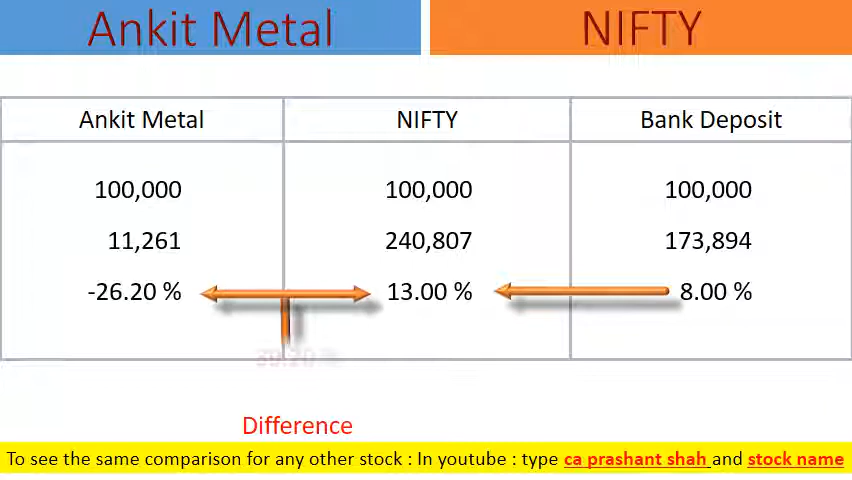 Ankit Metal NIFTY
Ankit Metal NIFTY Bank Deposit
100,000 100,000 100,000
11,261 240,807 173,894
-26.20 % 13.00 % 8.00 %
Difference
To see the same comparison for any other stock : In youtube : type ca prashant shah and stock name